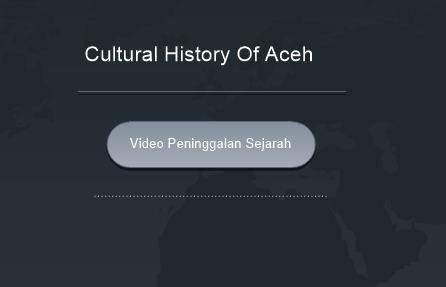 Cultural History Of Aceh
Video Peninggalan Sejarah